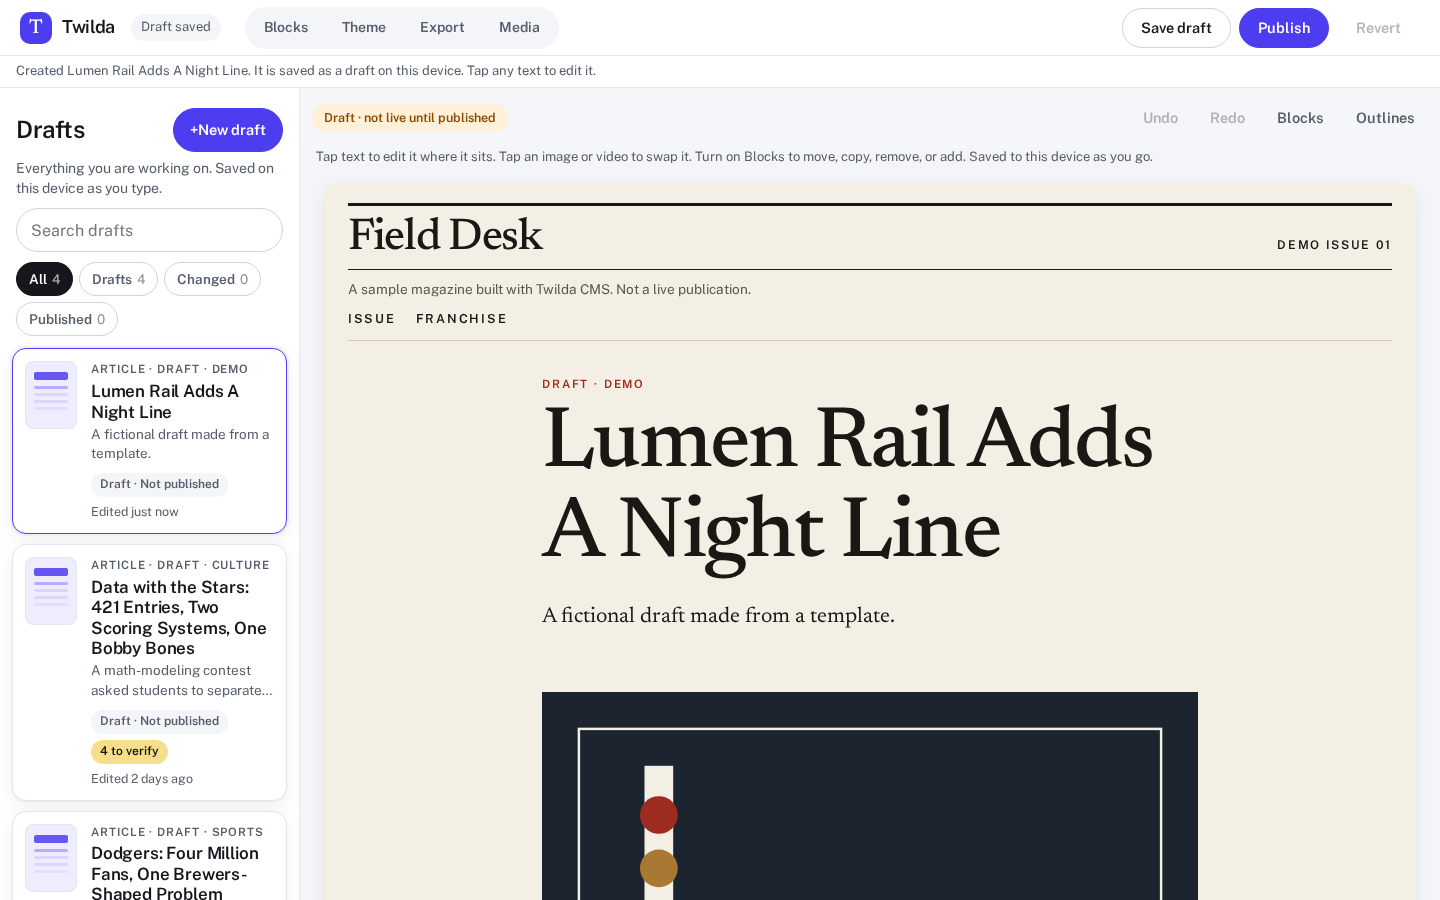 T Twilda Draft saved Blocks Theme Export Media Save draft Publish Revert
Created Lumen Rail Adds A Night Line. It is saved as a draft on this device. Tap any text to edit it.
Drafts
+New draft
Everything you are working on. Saved on
this device as you type.
Search drafts
All 4 Drafts 4 Changed 0
Published 0
ARTICLE · DRAFT · DEMO
Lumen Rail Adds A
Night Line
A fictional draft made from a
template.
Draft · Not published
Edited just now
ARTICLE · DRAFT · CULTURE
Data with the Stars:
421 Entries, Two
Scoring Systems, One
Bobby Bones
A math-modeling contest
asked students to separate...
Draft · Not published
4 to verify
Edited 2 days ago
ARTICLE · DRAFT · SPORTS
Dodgers: Four Million
Fans, One Brewers-
Shaped Problem
Draft · not live until published
Undo Redo Blocks Outlines
Tap text to edit it where it sits. Tap an image or video to swap it. Turn on Blocks to move, copy, remove, or add. Saved to this device as you go.
Field Desk
DEMO ISSUE 01
A sample magazine built with Twilda CMS. Not a live publication.
ISSUE FRANCHISE
DRAFT · DEMO
Lumen Rail Adds
A Night Line
A fictional draft made from a template.